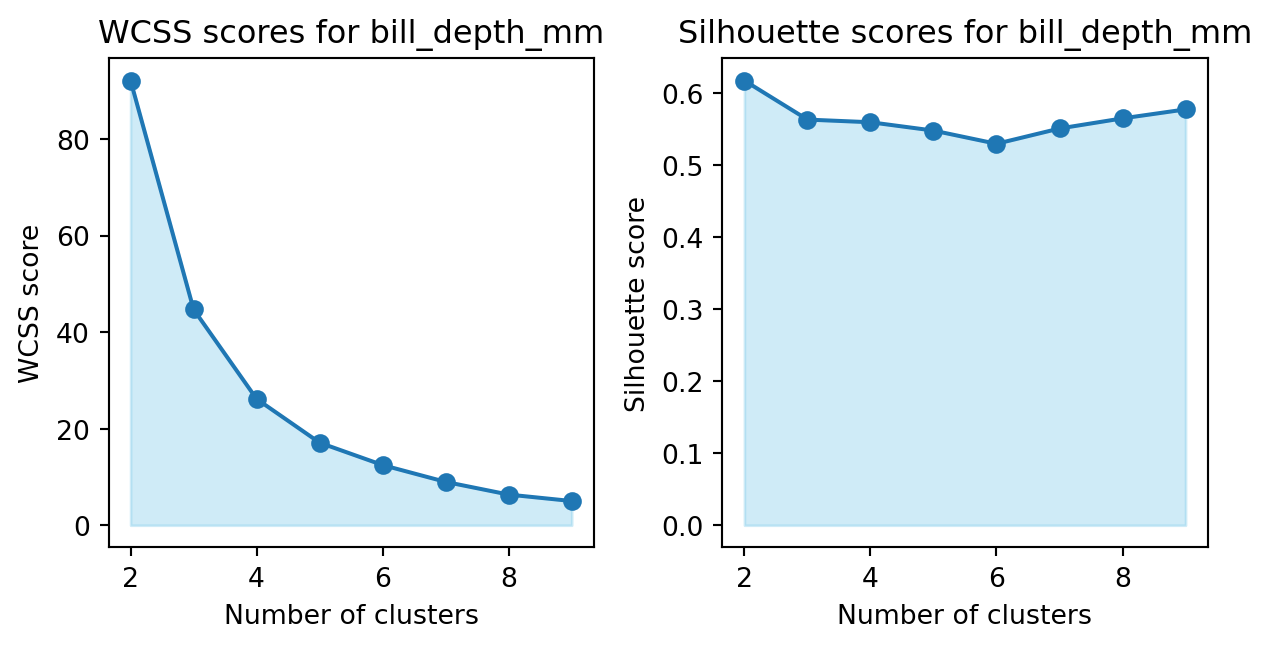 WCSS scores for bill_depth_mm
WCSS score
80
60
40
20
0
2 4 6 8
Number of clusters
Silhouette scores for bill_depth_mm
Silhouette score
0.6
0.5
0.4
0.3
0.2
0.1
0.0
2 4 6 8
Number of clusters